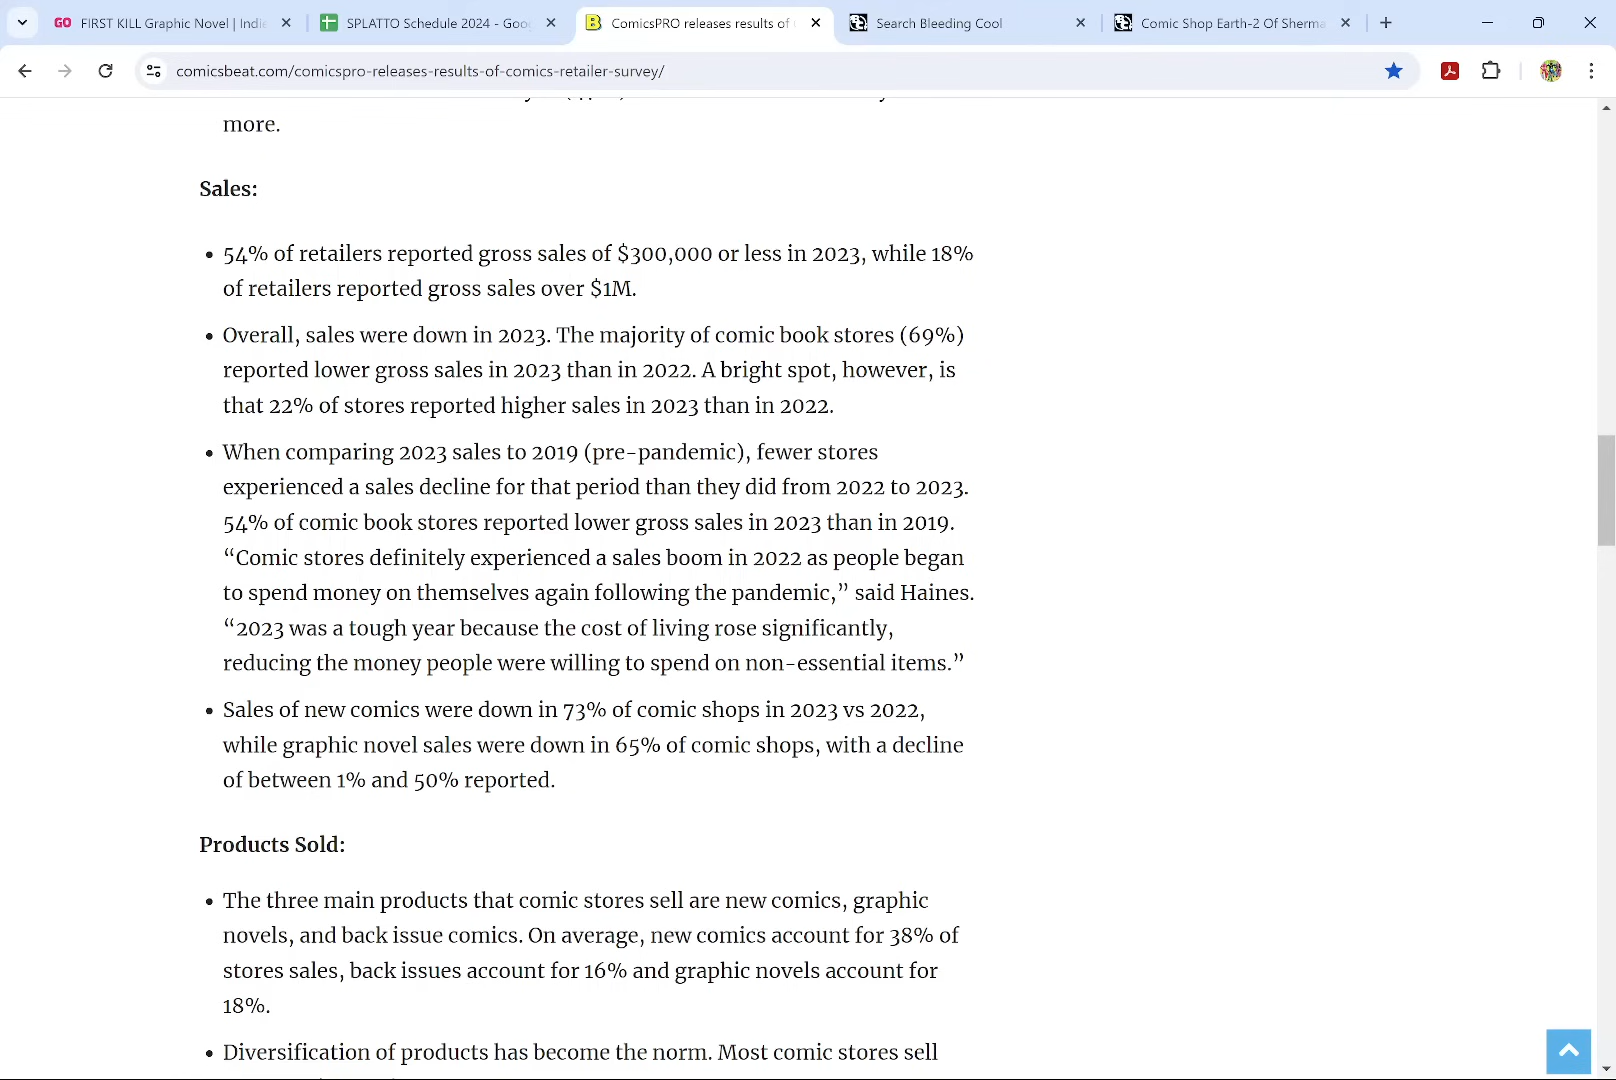 FIRST KILL Graphic Novel | Indie
SPLATTO Schedule 2024 - Goo
ComicsPRO releases results of
Search Bleeding Cool
Comic Shop Earth-2 Of Sherma
comicsbeat.com/comicspro-releases-results-of-comics-retailer-survey/
more.
Sales:
• 54% of retailers reported gross sales of $300,000 or less in 2023, while 18%
of retailers reported gross sales over $1M.
• Overall, sales were down in 2023. The majority of comic book stores (69%)
reported lower gross sales in 2023 than in 2022. A bright spot, however, is
that 22% of stores reported higher sales in 2023 than in 2022.
• When comparing 2023 sales to 2019 (pre-pandemic), fewer stores
experienced a sales decline for that period than they did from 2022 to 2023.
54% of comic book stores reported lower gross sales in 2023 than in 2019.
“Comic stores definitely experienced a sales boom in 2022 as people began
to spend money on themselves again following the pandemic,” said Haines.
“2023 was a tough year because the cost of living rose significantly,
reducing the money people were willing to spend on non-essential items.”
• Sales of new comics were down in 73% of comic shops in 2023 vs 2022,
while graphic novel sales were down in 65% of comic shops, with a decline
of between 1% and 50% reported.
Products Sold:
• The three main products that comic stores sell are new comics, graphic
novels, and back issue comics. On average, new comics account for 38% of
stores sales, back issues account for 16% and graphic novels account for
18%.
• Diversification of products has become the norm. Most comic stores sell